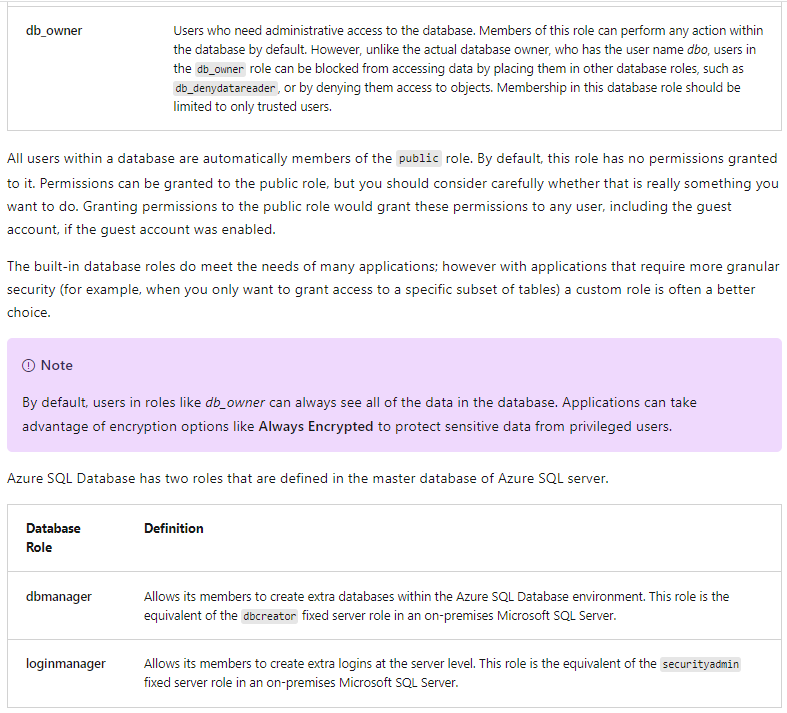 db_owner
Users who need administrative access to the database. Members of this role can perform any action within
the database by default. However, unlike the actual database owner, who has the user name dbo, users in
the db_owner role can be blocked from accessing data by placing them in other database roles, such as
db_denydatareader, or by denying them access to objects. Membership in this database role should be
limited to only trusted users.
All users within a database are automatically members of the public role. By default, this role has no permissions granted
to it. Permissions can be granted to the public role, but you should consider carefully whether that is really something you
want to do. Granting permissions to the public role would grant these permissions to any user, including the guest
account, if the guest account was enabled.
The built-in database roles do meet the needs of many applications; however with applications that require more granular
security (for example, when you only want to grant access to a specific subset of tables) a custom role is often a better
choice.
Note
By default, users in roles like db_owner can always see all of the data in the database. Applications can take
advantage of encryption options like Always Encrypted to protect sensitive data from privileged users.
Azure SQL Database has two roles that are defined in the master database of Azure SQL server.
Database
Role
Definition
dbmanager
Allows its members to create extra databases within the Azure SQL Database environment. This role is the
equivalent of the dbcreator fixed server role in an on-premises Microsoft SQL Server.
loginmanager
Allows its members to create extra logins at the server level. This role is the equivalent of the securityadmin
fixed server role in an on-premises Microsoft SQL Server.